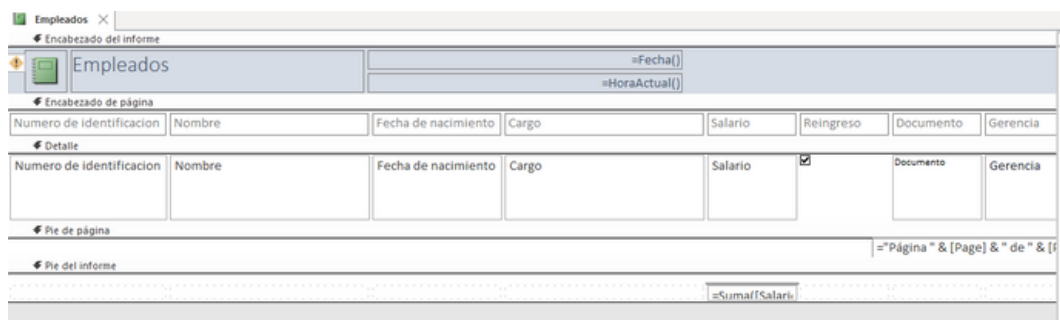 Empleados
Encabezado del informe
Empleados
=Fecha()
=HoraActual()
Encabezado de página
Numero de identificacion Nombre Fecha de nacimiento Cargo Salario Reingreso Documento Gerencia
Detalle
Numero de identificacion Nombre Fecha de nacimiento Cargo Salario Documento Gerencia
Pie de página
="Página " & [Page] & " de " &
Pie del informe
=Suma([Salari